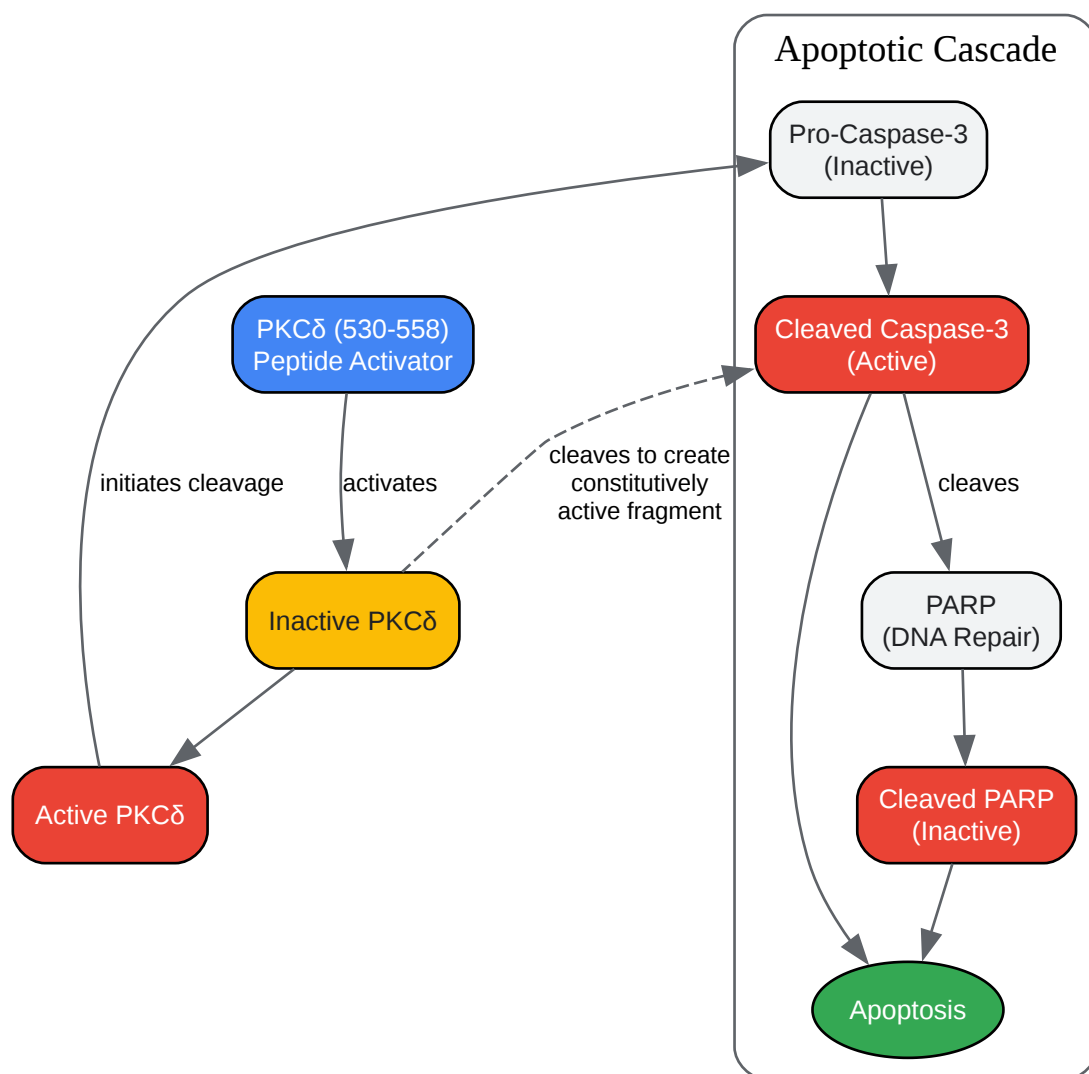 Apoptotic Cascade
Pro-Caspase-3
(Inactive)
PKCδ (530-558)
Peptide Activator
Cleaved Caspase-3
(Active)
initiates cleavage
activates
cleaves to create
constitutively
active fragment
cleaves
Inactive PKCδ
PARP
(DNA Repair)
Active PKCδ
Cleaved PARP
(Inactive)
Apoptosis